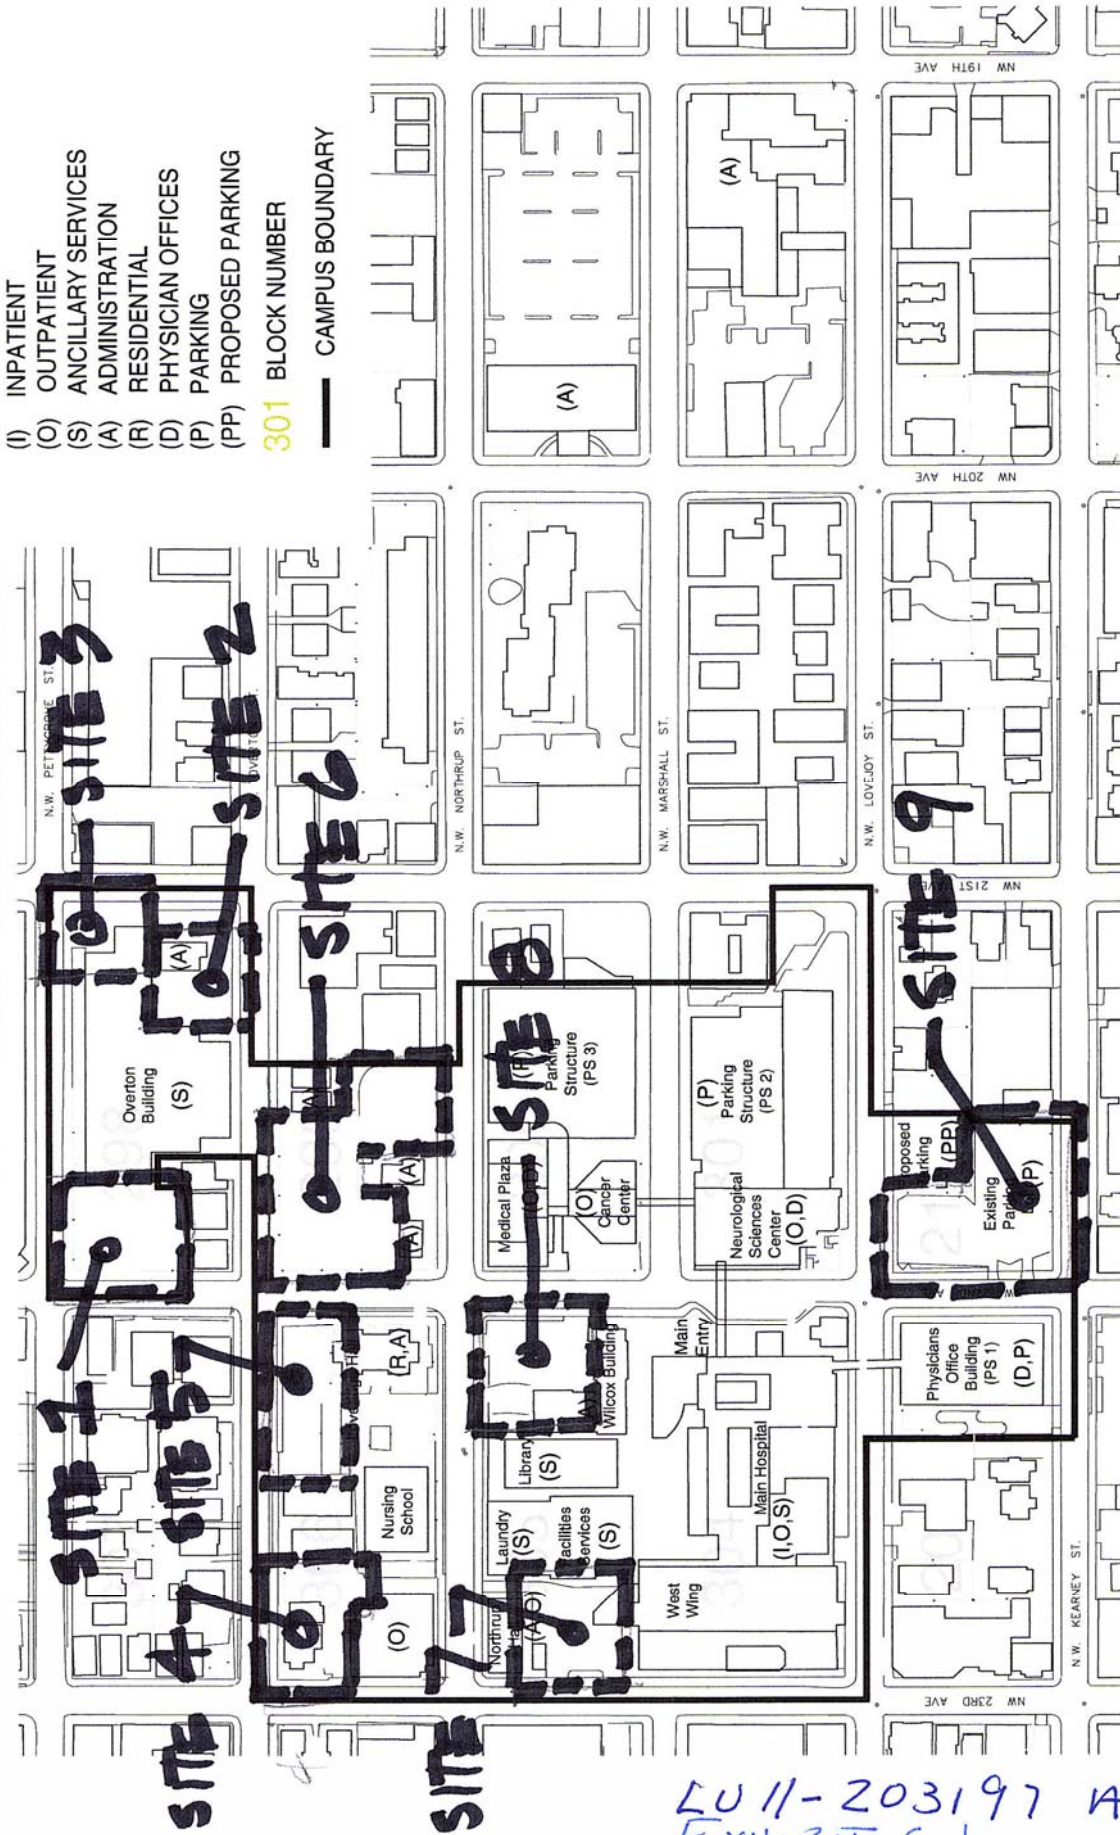 (I) INPATIENT
(O) OUTPATIENT
(S) ANCILLARY SERVICES
(A) ADMINISTRATION
(R) RESIDENTIAL
(D) PHYSICIAN OFFICES
(P) PARKING
(PP) PROPOSED PARKING
301 BLOCK NUMBER
CAMPUS BOUNDARY
NW 19TH AVE
(A)
(A)
NW 20TH AVE
N.W. PETTYGROVE ST.
SITE 3
SITE 2
SITE 6
N.W. NORTHRUP ST.
N.W. MARSHALL ST.
N.W. LOVEJOY ST.
SITE 9
NW 21ST AVE
(A)
Overton
Building
(S)
SITE 8
Parking
Structure
(PS 3)
(P)
Parking
Structure
(PS 2)
Proposed
Parking
(PP)
Medical Plaza
(O)
Cancer
Center
(A)
(A)
Neurological
Sciences
Center
(O,D)
Existing
(P)
SITE 5
(R,A)
Wilcox Building
Main
Entry
Physicians
Office
Building
(PS 1)
(D,P)
Nursing
School
Library
(S)
Laundry
(S)
Facilities
Services
(S)
Main Hospital
(I,O,S)
West
Wing
SITE 4
(O)
SITE 7
Northrup
N.W. KEARNEY ST.
NW 23RD AVE
LU 11-203197 A